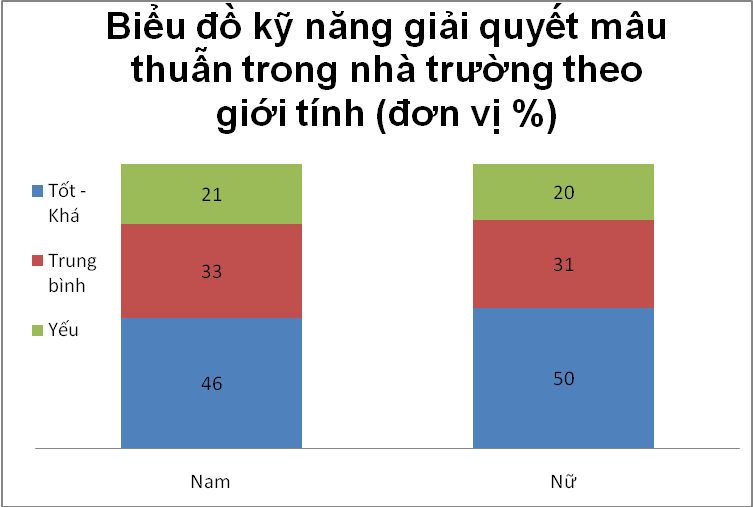 Biểu đồ kỹ năng giải quyết mâu
thuẫn trong nhà trường theo
giới tính (đơn vị %)
Tốt -
Khá
Trung
bình
Yếu
21
33
46
20
31
50
Nam
Nữ